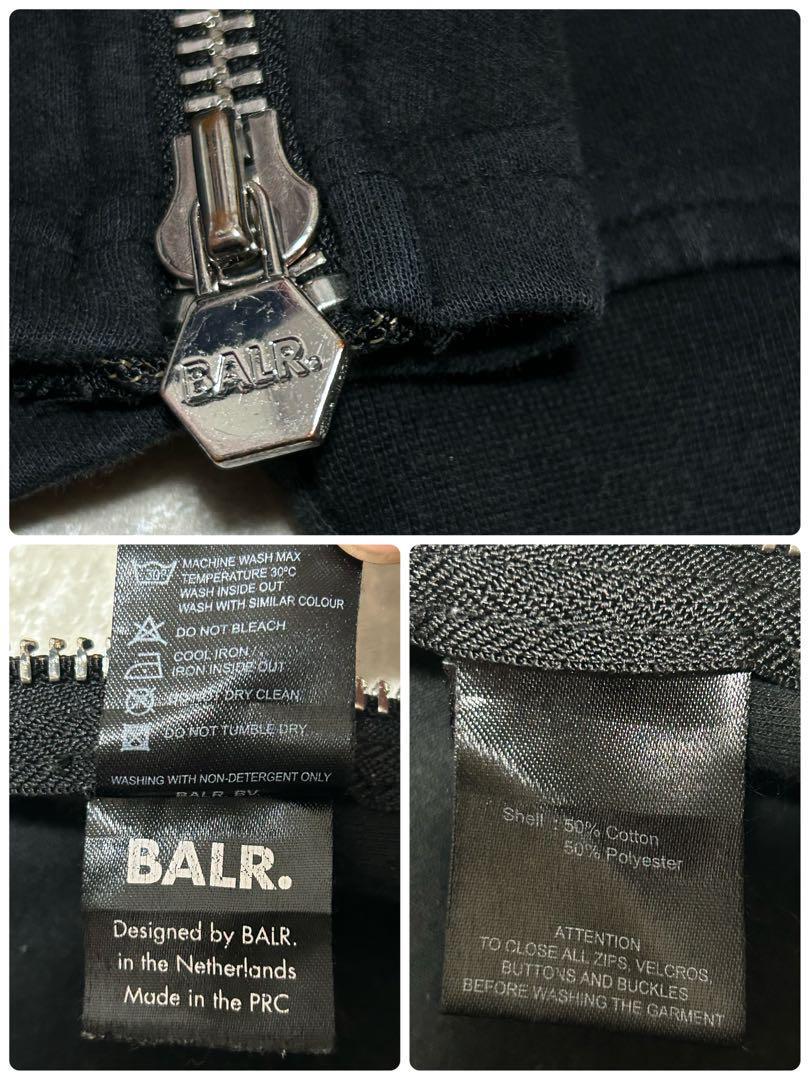 BALR.
30°
MACHINE WASH MAX
TEMPERATURE 30°C
WASH INSIDE OUT
WASH WITH SIMILAR COLOUR
DO NOT BLEACH
COOL IRON /
IRON INSIDE OUT
DO NOT DRY CLEAN
DO NOT TUMBLE DRY
WASHING WITH NON-DETERGENT ONLY
BALR. BV
BALR.
Designed by BALR.
in the Netherlands
Made in the PRC
Shell : 50% Cotton
50% Polyester
ATTENTION
TO CLOSE ALL ZIPS, VELCROS,
BUTTONS AND BUCKLES
BEFORE WASHING THE GARMENT